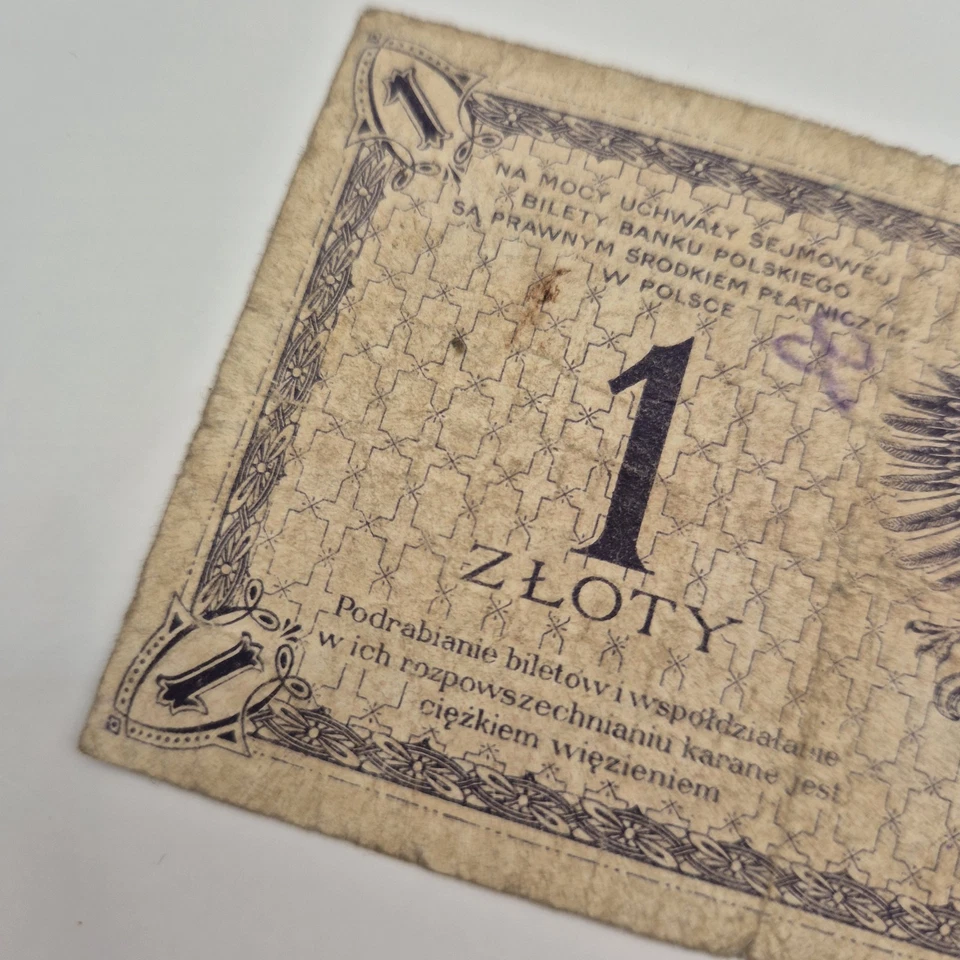 1
NA MOCY UCHWAŁY SEJMOWEJ
BILETY BANKU POLSKIEGO
SĄ PRAWNYM ŚRODKIEM PŁATNICZYM
W POLSCE
1
ZŁOTY
Podrabianie biletów i współdziałanie
w ich rozpowszechnianiu karane jest
ciężkiem więzieniem
1